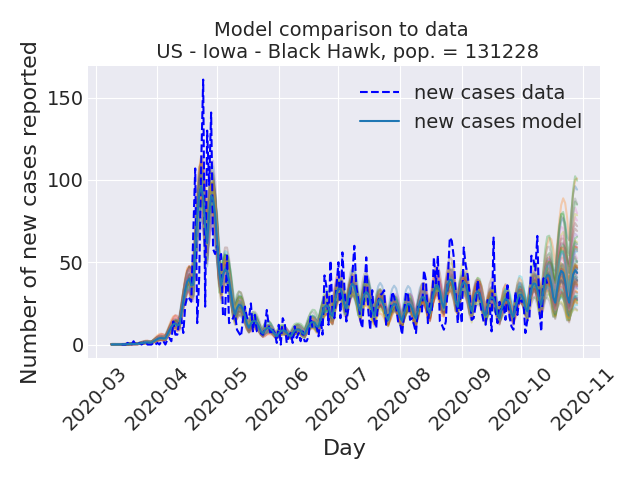 Model comparison to data
US - Iowa - Black Hawk, pop. = 131228
Number of new cases reported
150
100
50
0
new cases data
new cases model
2020-03
2020-04
2020-05
2020-06
2020-07
2020-08
2020-09
2020-10
2020-11
Day